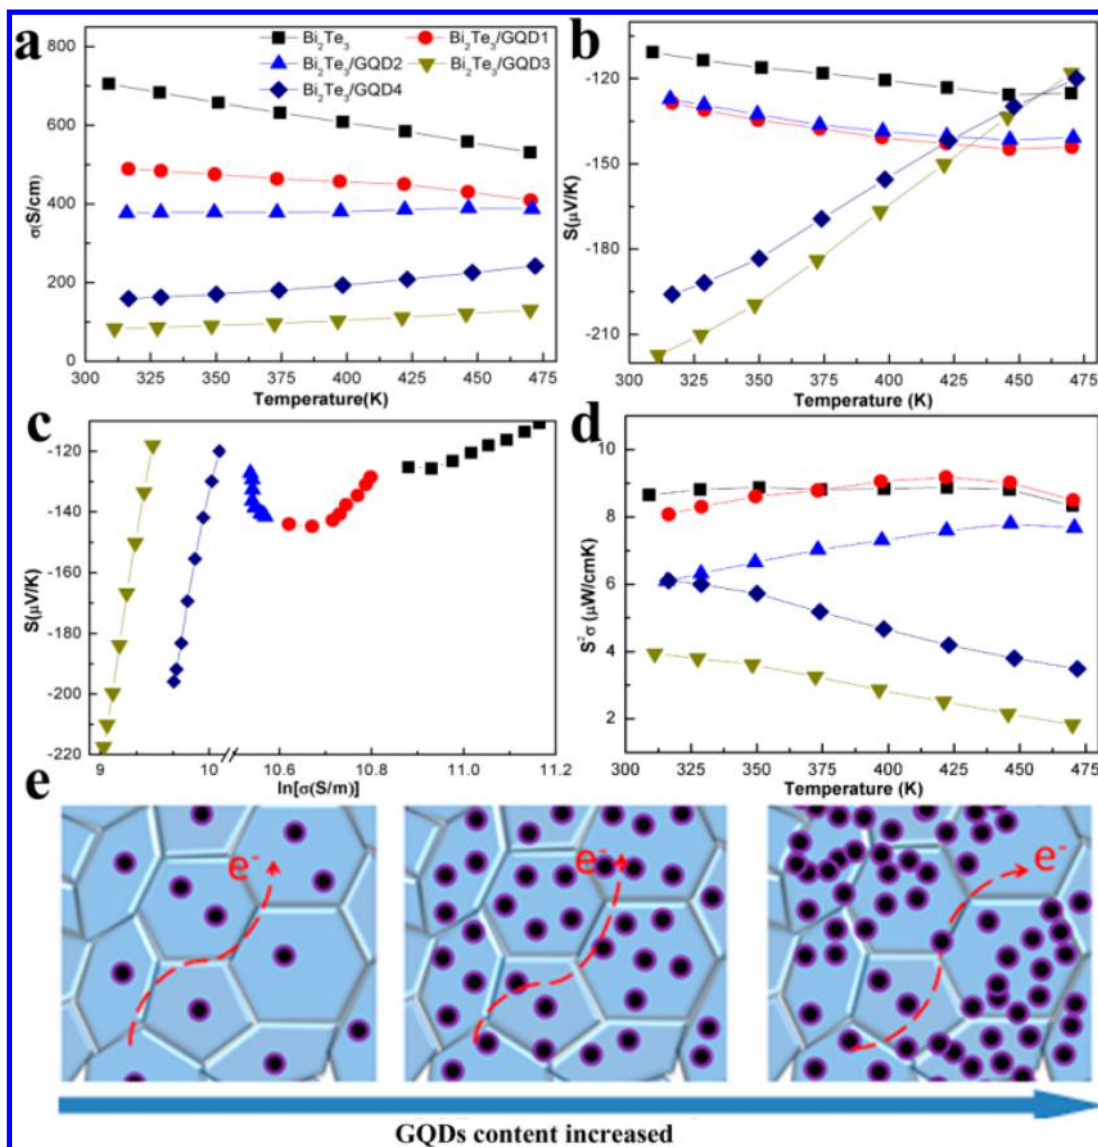 a
800
600
400
200
0
σ(S/cm)
Bi₂Te₃
Bi₂Te₃/GQD1
Bi₂Te₃/GQD2
Bi₂Te₃/GQD3
Bi₂Te₃/GQD4
300 325 350 375 400 425 450 475
Temperature(K)
b
-120
-150
-180
-210
S(μV/K)
300 325 350 375 400 425 450 475
Temperature (K)
c
-120
-140
-160
-180
-200
-220
S(μV/K)
9 10 10.6 10.8 11.0 11.2
ln[σ(S/m)]
d
10
8
6
4
2
S²σ (μW/cmK)
300 325 350 375 400 425 450 475
Temperature (K)
e
e⁻
e⁻
e⁻
GQDs content increased